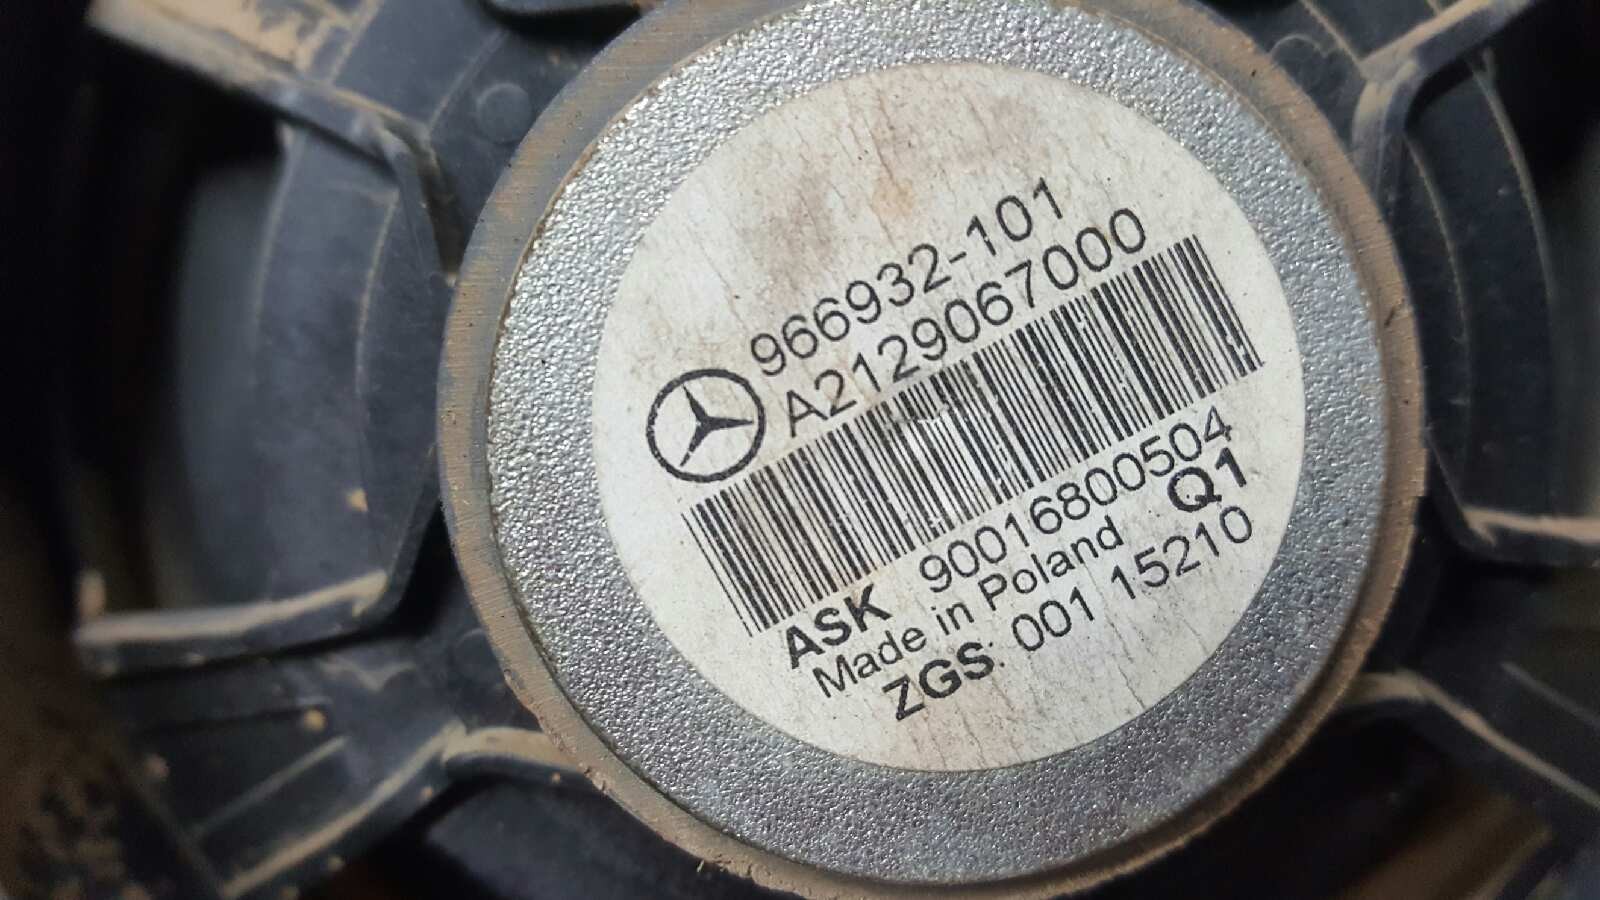 966932-101
A2129067000
ASK 90016800504
Made in Poland Q1
ZGS: 001 15210